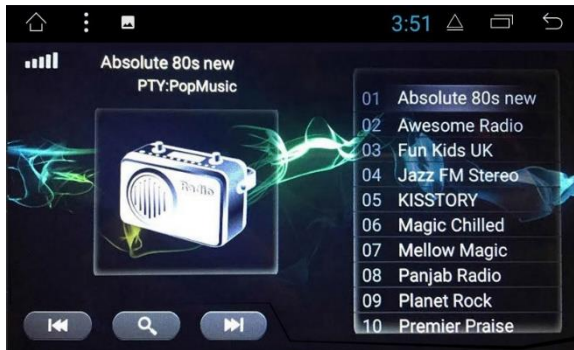 3:51
Absolute 80s new
PTY:PopMusic
Radio
01 Absolute 80s new
02 Awesome Radio
03 Fun Kids UK
04 Jazz FM Stereo
05 KISSTORY
06 Magic Chilled
07 Mellow Magic
08 Panjab Radio
09 Planet Rock
10 Premier Praise